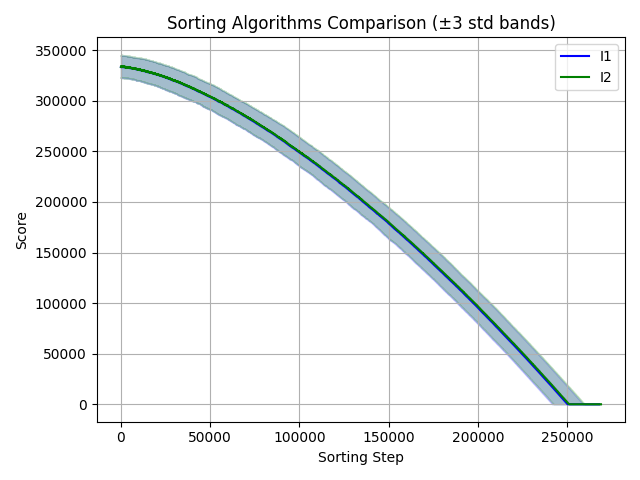 Sorting Algorithms Comparison (±3 std bands)
I1
I2
Score
350000
300000
250000
200000
150000
100000
50000
0
0 50000 100000 150000 200000 250000
Sorting Step